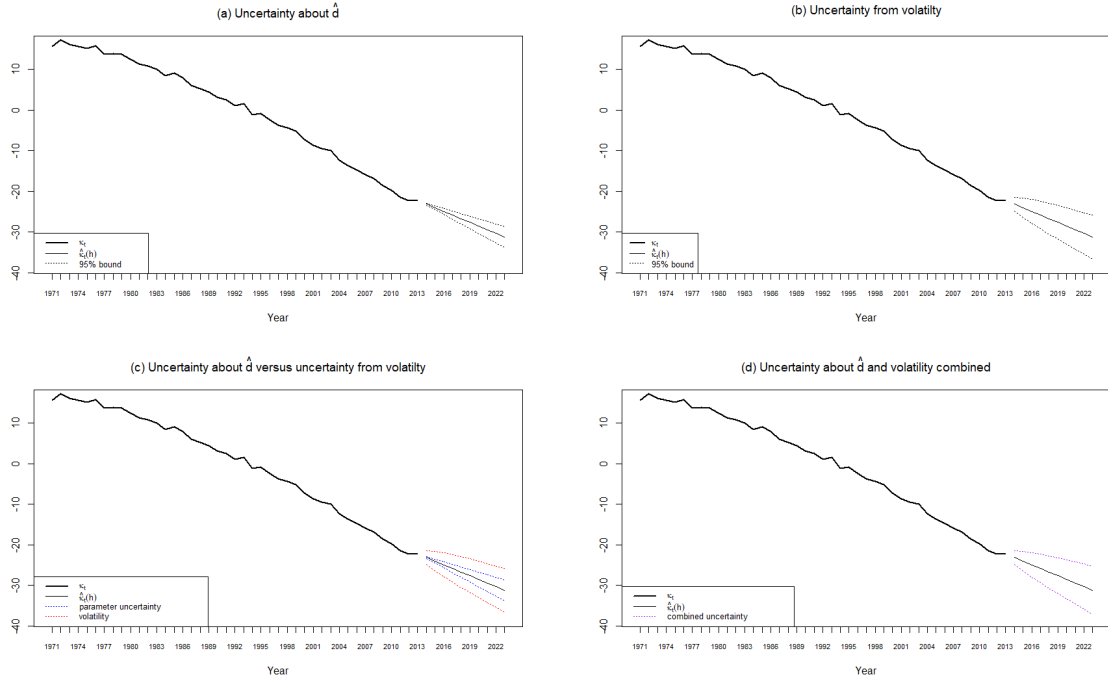 (a) Uncertainty about d̂
10
0
-10
-20
-30
-40
κt
κ̂t(h)
95% bound
1971 1974 1977 1980 1983 1986 1989 1992 1995 1998 2001 2004 2007 2010 2013 2016 2019 2022
Year
(b) Uncertainty from volatilty
10
0
-10
-20
-30
-40
κt
κ̂t(h)
95% bound
1971 1974 1977 1980 1983 1986 1989 1992 1995 1998 2001 2004 2007 2010 2013 2016 2019 2022
Year
(c) Uncertainty about d̂ versus uncertainty from volatilty
10
0
-10
-20
-30
-40
κt
κ̂t(h)
parameter uncertainty
volatility
1971 1974 1977 1980 1983 1986 1989 1992 1995 1998 2001 2004 2007 2010 2013 2016 2019 2022
Year
(d) Uncertainty about d̂ and volatility combined
10
0
-10
-20
-30
-40
κt
κ̂t(h)
combined uncertainty
1971 1974 1977 1980 1983 1986 1989 1992 1995 1998 2001 2004 2007 2010 2013 2016 2019 2022
Year